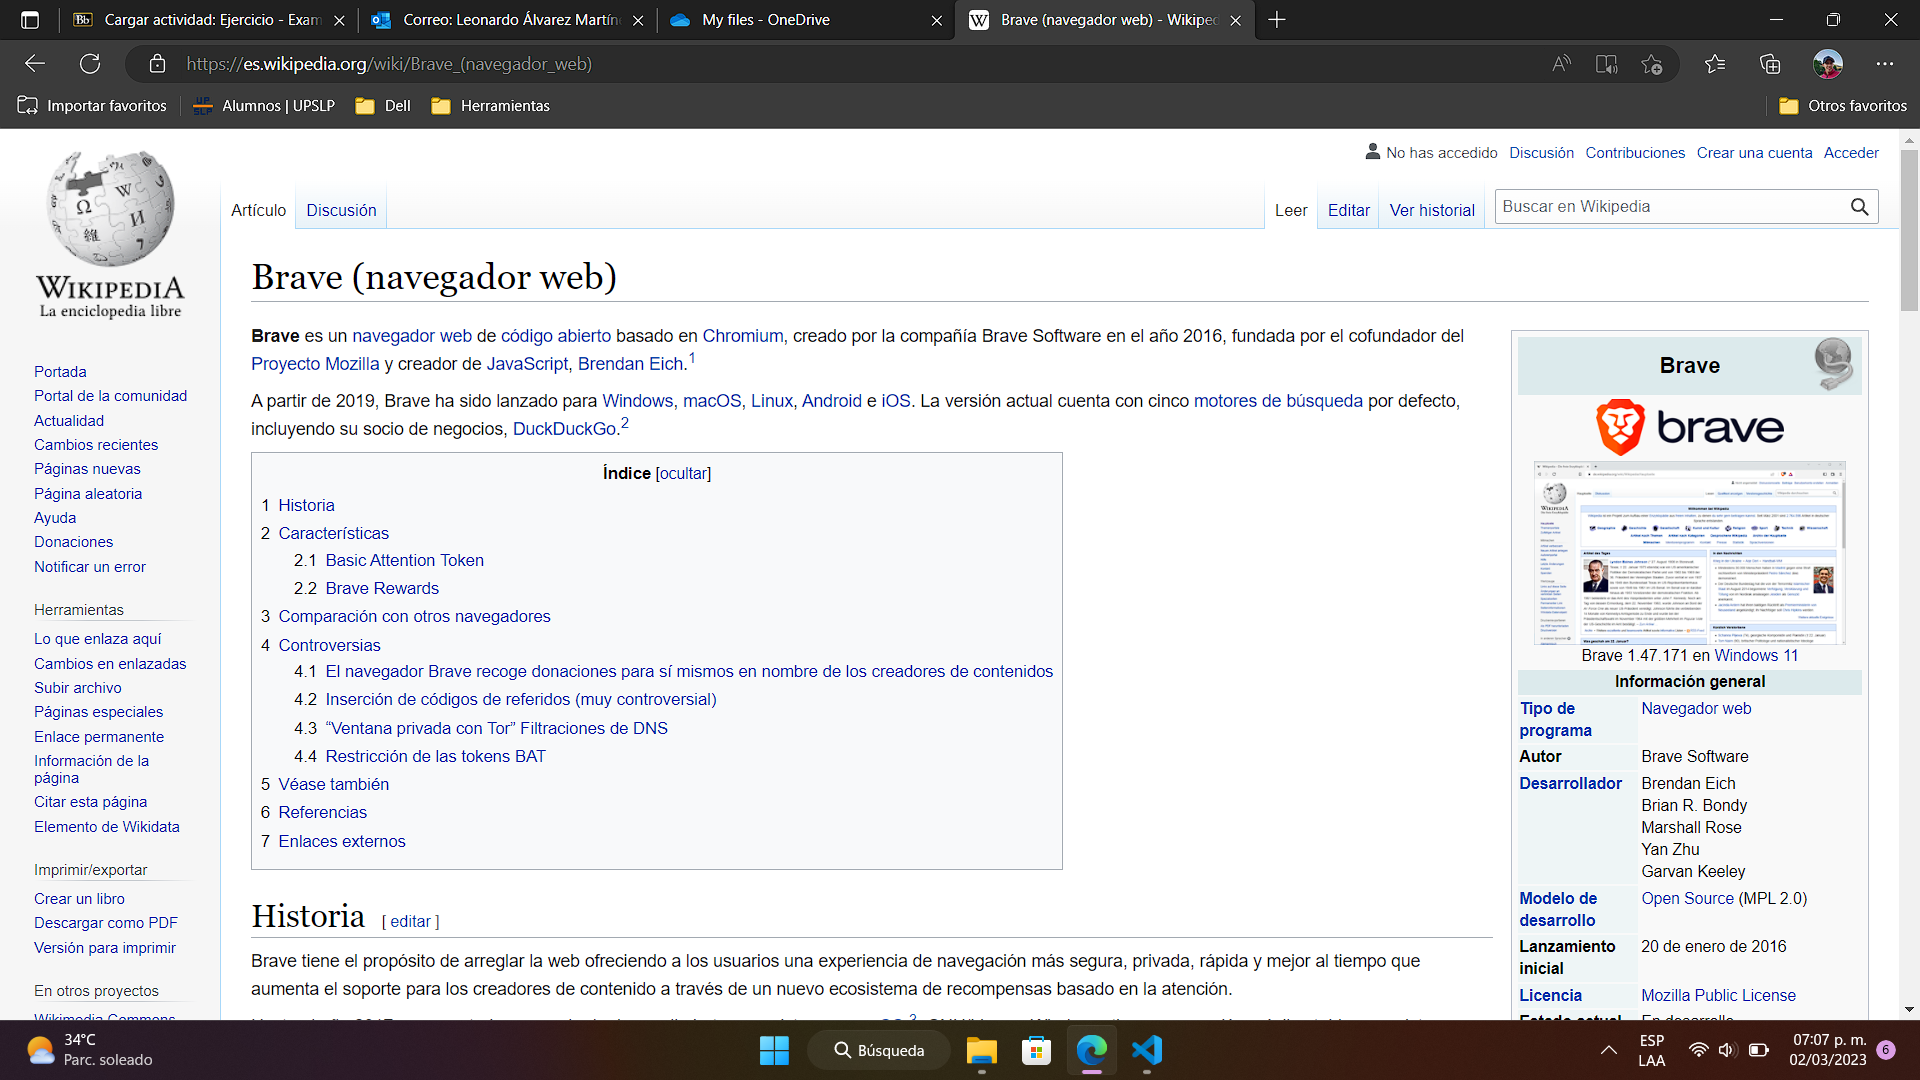 Cargar actividad: Ejercicio - Exam
Correo: Leonardo Álvarez Martín
My files - OneDrive
Brave (navegador web) - Wikiped
https://es.wikipedia.org/wiki/Brave_(navegador_web)
Importar favoritos
Alumnos | UPSLP
Dell
Herramientas
Otros favoritos
No has accedido Discusión Contribuciones Crear una cuenta Acceder
Artículo Discusión
Leer Editar Ver historial
Buscar en Wikipedia
WIKIPEDIA
La enciclopedia libre
Portada
Portal de la comunidad
Actualidad
Cambios recientes
Páginas nuevas
Página aleatoria
Ayuda
Donaciones
Notificar un error
Herramientas
Lo que enlaza aquí
Cambios en enlazadas
Subir archivo
Páginas especiales
Enlace permanente
Información de la
página
Citar esta página
Elemento de Wikidata
Imprimir/exportar
Crear un libro
Descargar como PDF
Versión para imprimir
En otros proyectos
Wikimedia Commons
Brave (navegador web)
Brave es un navegador web de código abierto basado en Chromium, creado por la compañía Brave Software en el año 2016, fundada por el cofundador del
Proyecto Mozilla y creador de JavaScript, Brendan Eich.1
A partir de 2019, Brave ha sido lanzado para Windows, macOS, Linux, Android e iOS. La versión actual cuenta con cinco motores de búsqueda por defecto,
incluyendo su socio de negocios, DuckDuckGo.2
Índice [ocultar]
1 Historia
2 Características
2.1 Basic Attention Token
2.2 Brave Rewards
3 Comparación con otros navegadores
4 Controversias
4.1 El navegador Brave recoge donaciones para sí mismos en nombre de los creadores de contenidos
4.2 Inserción de códigos de referidos (muy controversial)
4.3 “Ventana privada con Tor” Filtraciones de DNS
4.4 Restricción de las tokens BAT
5 Véase también
6 Referencias
7 Enlaces externos
Historia [ editar ]
Brave tiene el propósito de arreglar la web ofreciendo a los usuarios una experiencia de navegación más segura, privada, rápida y mejor al tiempo que
aumenta el soporte para los creadores de contenido a través de un nuevo ecosistema de recompensas basado en la atención.
Brave
brave
Brave 1.47.171 en Windows 11
Información general
Tipo de programa Navegador web
Autor Brave Software
Desarrollador Brendan Eich
Brian R. Bondy
Marshall Rose
Yan Zhu
Garvan Keeley
Modelo de desarrollo Open Source (MPL 2.0)
Lanzamiento inicial 20 de enero de 2016
Licencia Mozilla Public License
Estado actual En desarrollo
34°C
Parc. soleado
Búsqueda
ESP
LAA
07:07 p. m.
02/03/2023
6